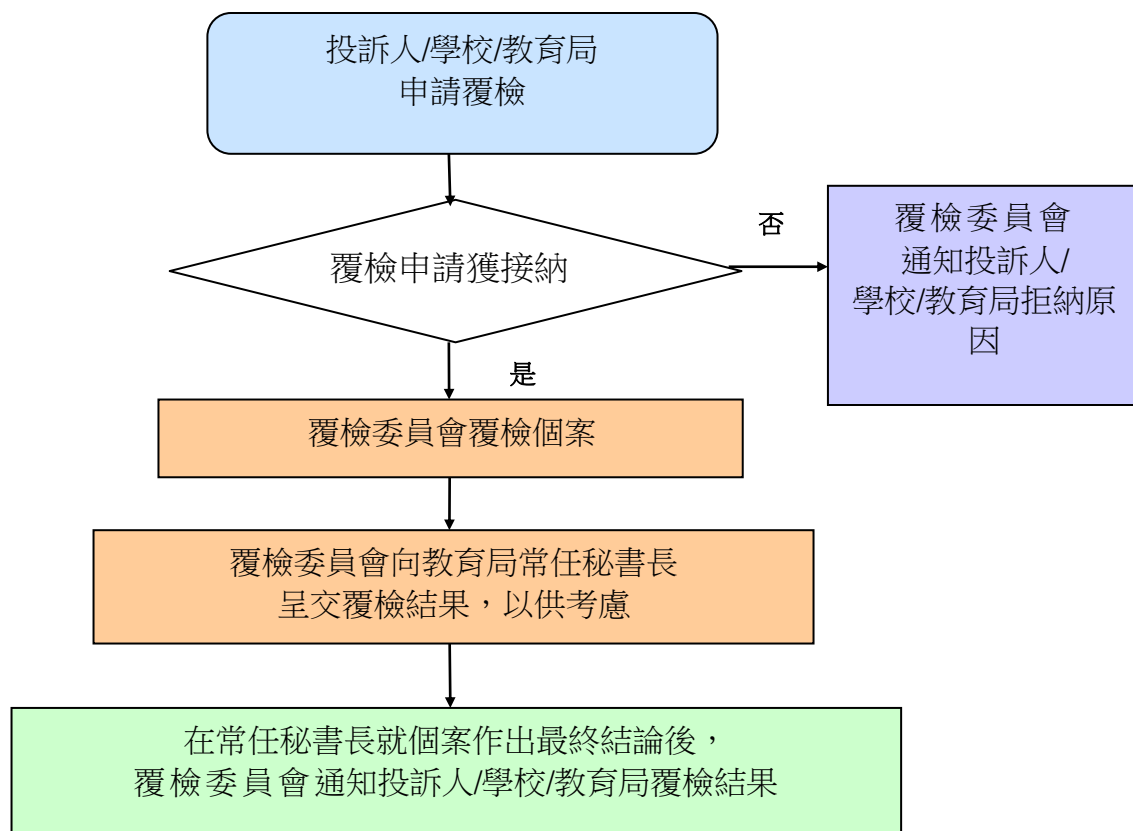 投訴人/學校/教育局
申請覆檢
覆檢申請獲接納
否
覆檢委員會
通知投訴人/
學校/教育局拒納原
因
是
覆檢委員會覆檢個案
覆檢委員會向教育局常任秘書長
呈交覆檢結果，以供考慮
在常任秘書長就個案作出最終結論後，
覆檢委員會通知投訴人/學校/教育局覆檢結果